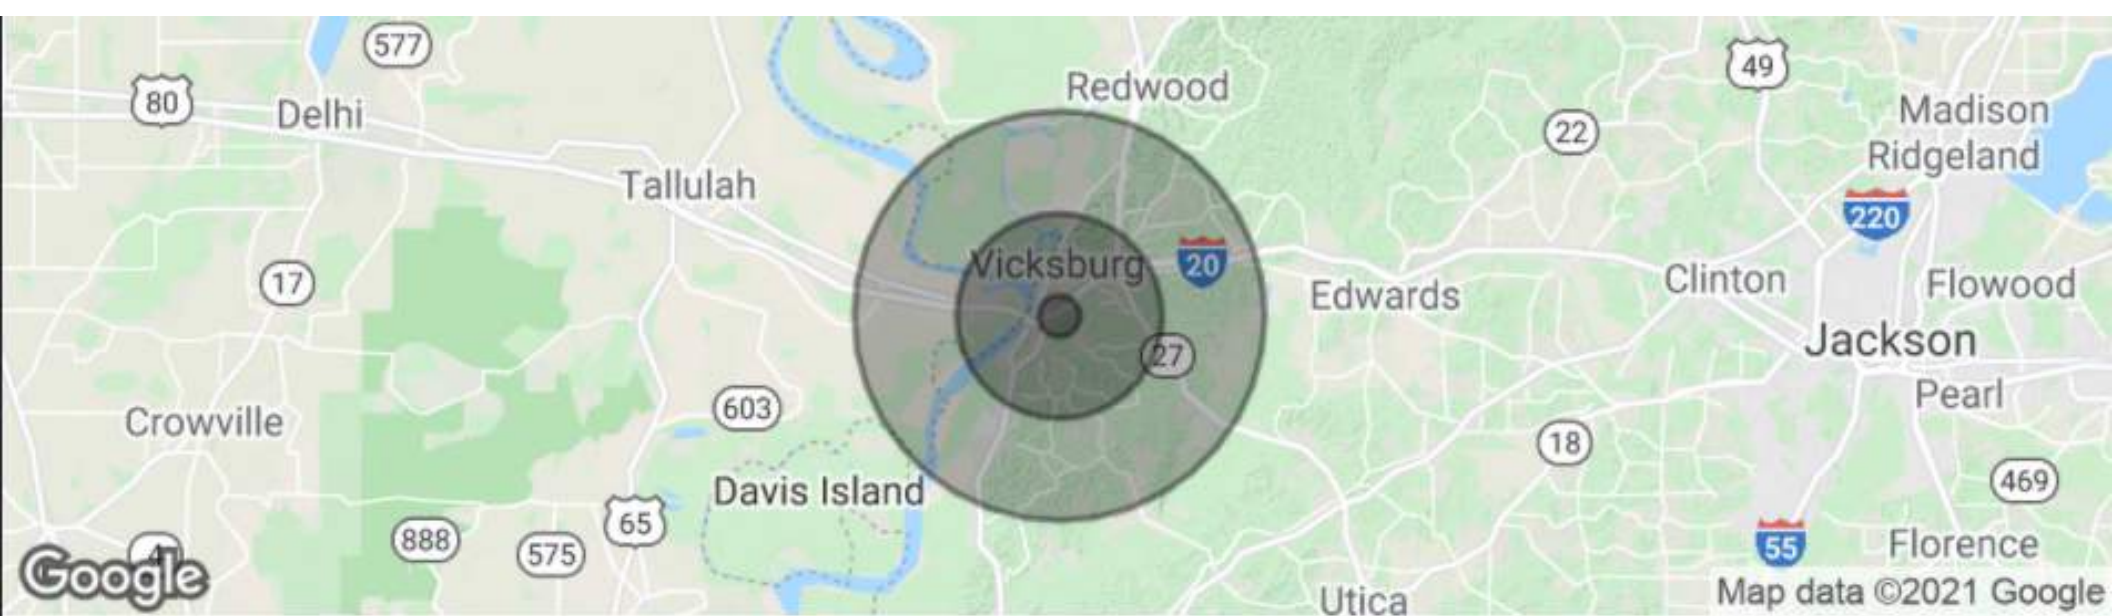 577
49
80
Redwood
Delhi
Madison
22
Ridgeland
Tallulah
220
Vicksburg
20
17
Clinton
Flowood
Edwards
Jackson
27
Pearl
603
Crowville
18
469
Davis Island
65
888
575
55
Florence
4
Google
Utica
Map data ©2021 Google